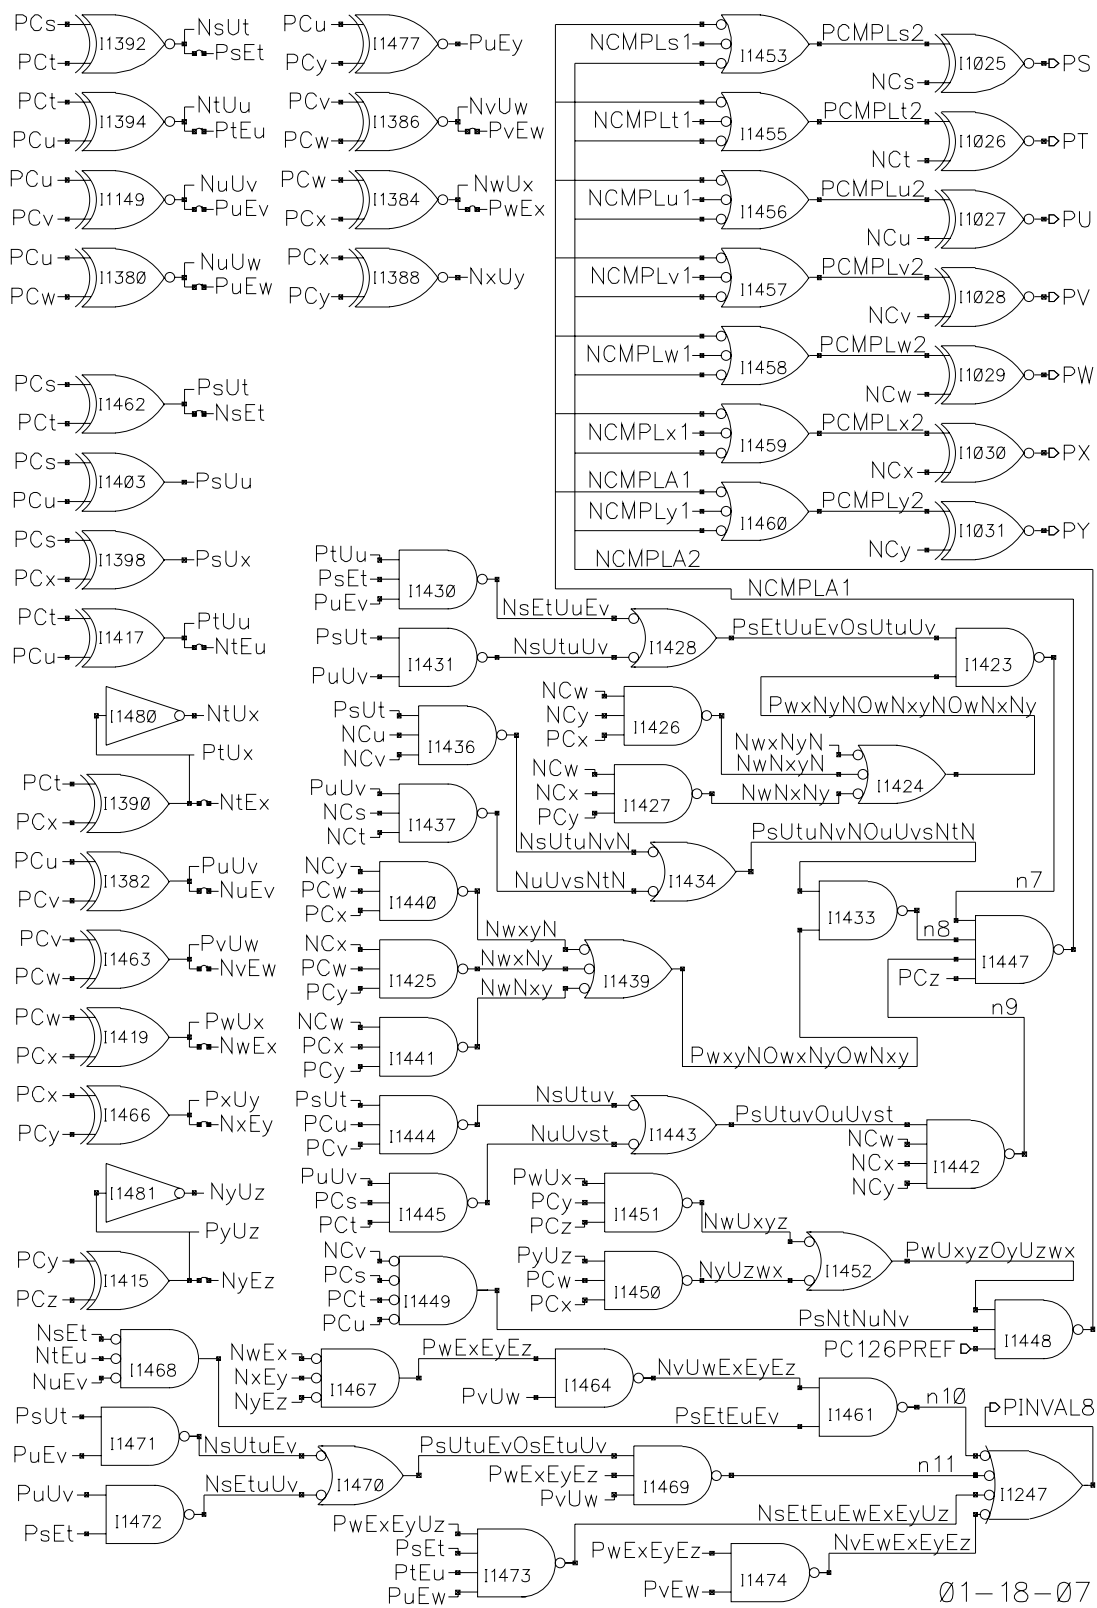 PCs I1392 NsUt
PCt PsEt
PCu I1477 PuEy
PCy
NCMPLs1 I1453 PCMPLs2 I1025 PS
NCs
PCt I1394 NtUu
PCu PtEu
PCv I1386 NvUw
PCw PvEw
NCMPLt1 I1455 PCMPLt2 I1026 PT
NCt
PCu I1149 NuUv
PCv PuEv
PCw I1384 NwUx
PCx PwEx
NCMPLu1 I1456 PCMPLu2 I1027 PU
NCu
PCu I1380 NuUw
PCw PuEw
PCx I1388 NxUy
PCy
NCMPLv1 I1457 PCMPLv2 I1028 PV
NCv
NCMPLw1 I1458 PCMPLw2 I1029 PW
NCw
PCs I1462 PsUt
PCt NsEt
NCMPLx1 I1459 PCMPLx2 I1030 PX
NCx
PCs I1403 PsUu
PCu
NCMPLA1
NCMPLy1 I1460 PCMPLy2 I1031 PY
NCy
NCMPLA2
NCMPLA1
PCs I1398 PsUx
PCx
PtUu
PsEt I1430
PuEv
NsEtUuEv
PCt I1417 PtUu
PCu NtEu
PsUt I1431 NsUtuUv
PuUv
I1428 PsEtUuEvOsUtuUv I1423
PwxNyNOwNxyNOwNxNy
I1480 NtUx
PtUx
PCt I1390 NtEx
PCx
PsUt
NCu I1436
NCv
NCw
NCy I1426
PCx
NwxNyN
NwNxyN I1424
NwNxNy
NCw
NCx I1427
PCy
PuUv
NCs I1437
NCt
NsUtuNvN
NuUvsNtN I1434
PsUtuNvNOuUvsNtN
PCu I1382 PuUv
PCv NuEv
NCy
PCw I1440
PCx
NwxyN
I1433 n8
n7
I1447
PCz
n9
PCv I1463 PvUw
PCw NvEw
NCx
PCw I1425 NwxNy
PCy
I1439
NwNxy
PCw I1419 PwUx
PCx NwEx
NCw
PCx I1441
PCy
PwxyNOwxNyOwNxy
PCx I1466 PxUy
PCy NxEy
PsUt
PCu I1444
PCv
NsUtuv
NuUvst I1443
PsUtuvOuUvst
NCw
NCx I1442
NCy
I1481 NyUz
PyUz
PCy I1415 NyEz
PCz
PuUv
PCs I1445
PCt
PwUx
PCy I1451
PCz
NwUxyz
PyUz
PCw I1450 NyUzwx
PCx
I1452 PwUxyzOyUzwx
NCv
PCs
PCt I1449
PCu
PsNtNuNv
I1448
PC126PREF
NsEt
NtEu I1468
NuEv
NwEx
NxEy I1467
NyEz
PwExEyEz
PvUw I1464 NvUwExEyEz
PsEtEuEv
I1461 n10
PINVAL8
PsUt I1471
PuEv
NsUtuEv
NsEtuUv I1470
PsUtuEvOsEtuUv
PwExEyEz
PvUw I1469
n11
I1247
PuUv I1472
PsEt
PwExEyUz
PsEt
PtEu I1473
PuEw
NsEtEuEwExEyUz
PwExEyEz I1474
PvEw
NvEwExEyEz
01-18-07